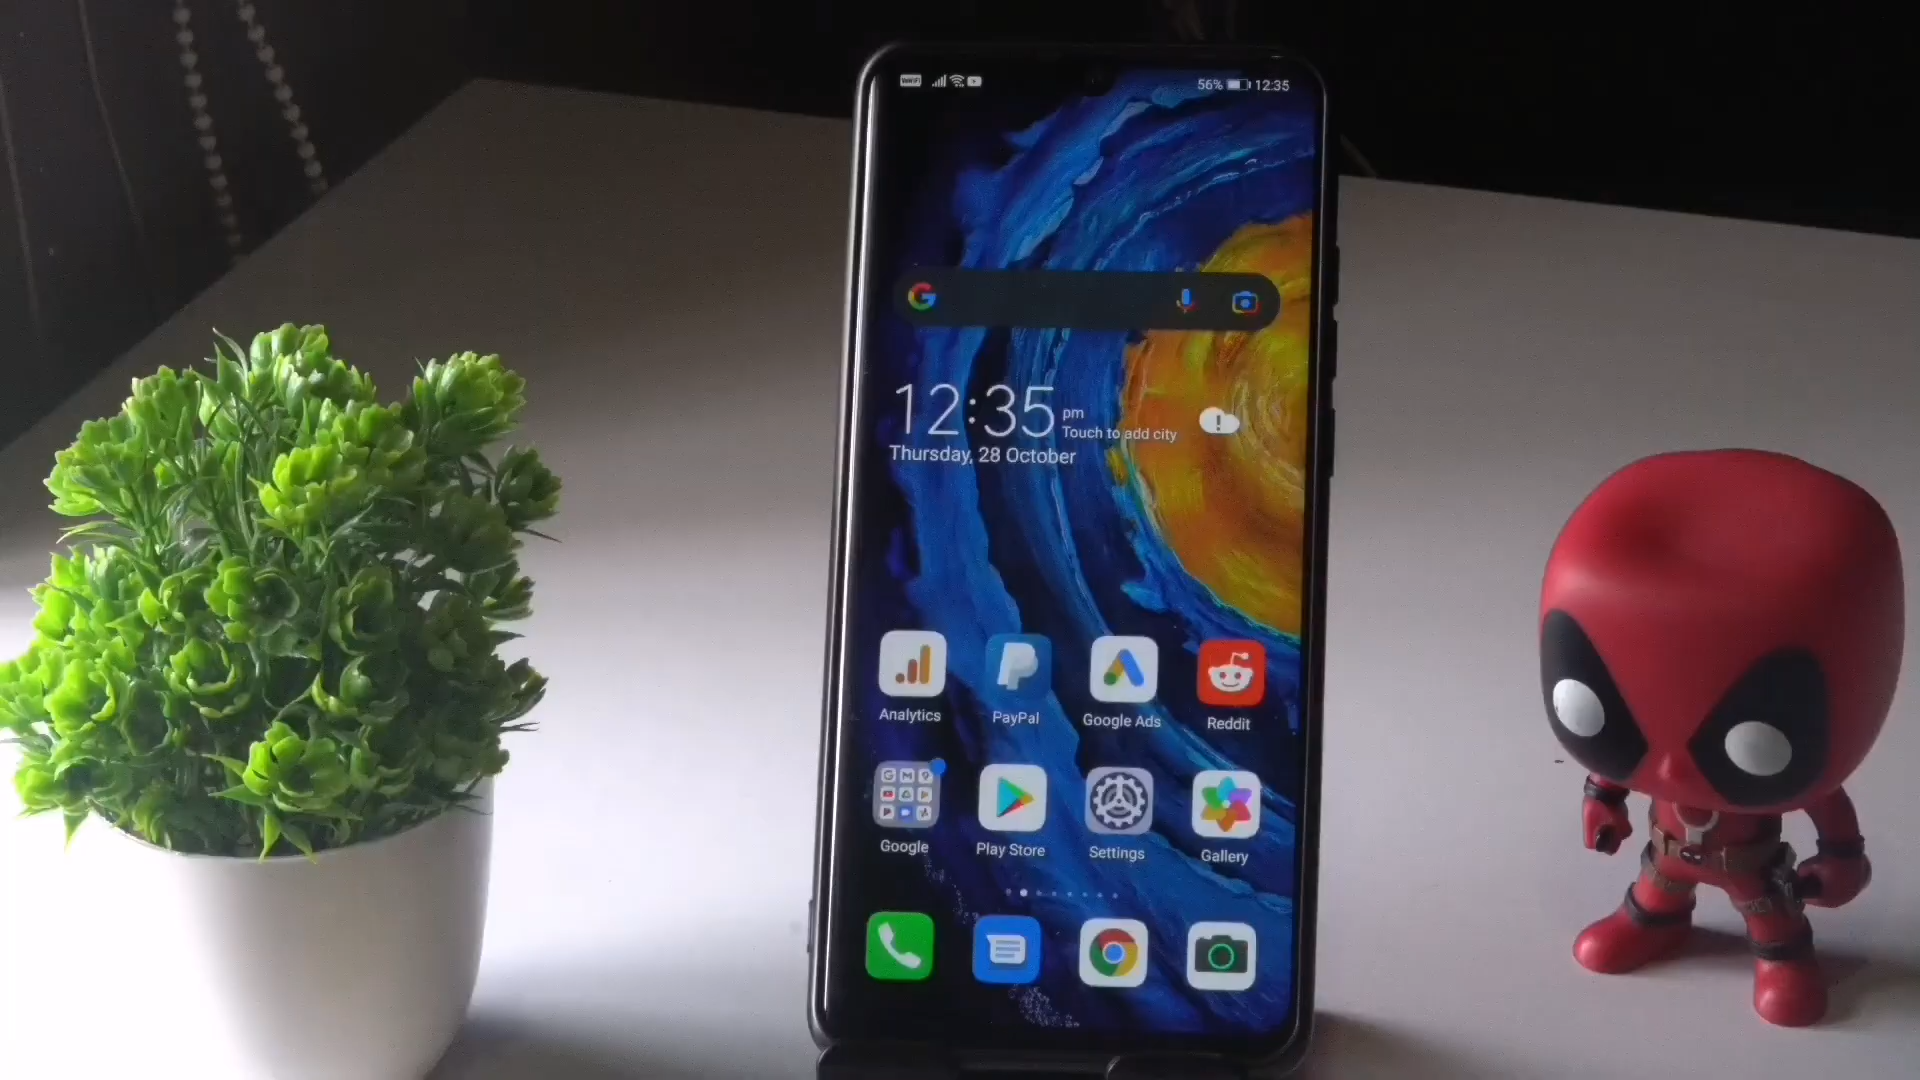 VoWiFi 56% 12:35
12:35 pm
Touch to add city
Thursday, 28 October
Analytics PayPal Google Ads Reddit
Google Play Store Settings Gallery